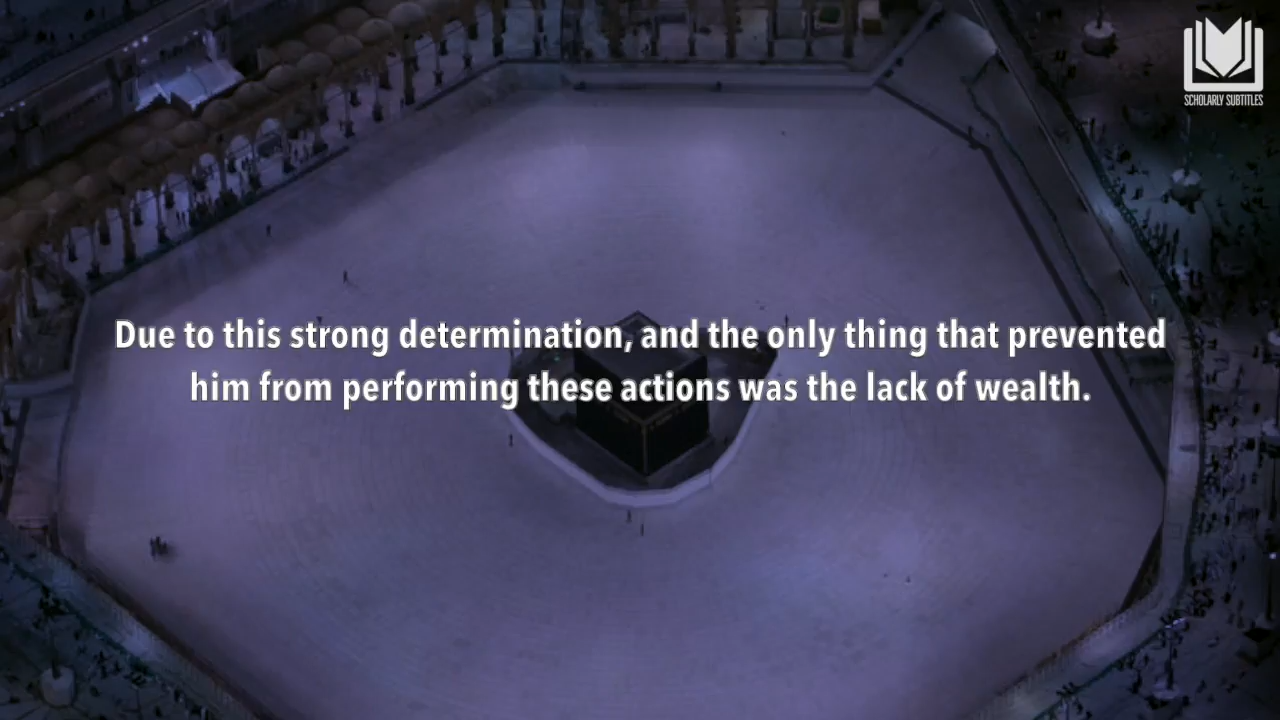 SCHOLARLY SUBTITLES
Due to this strong determination, and the only thing that prevented
him from performing these actions was the lack of wealth.